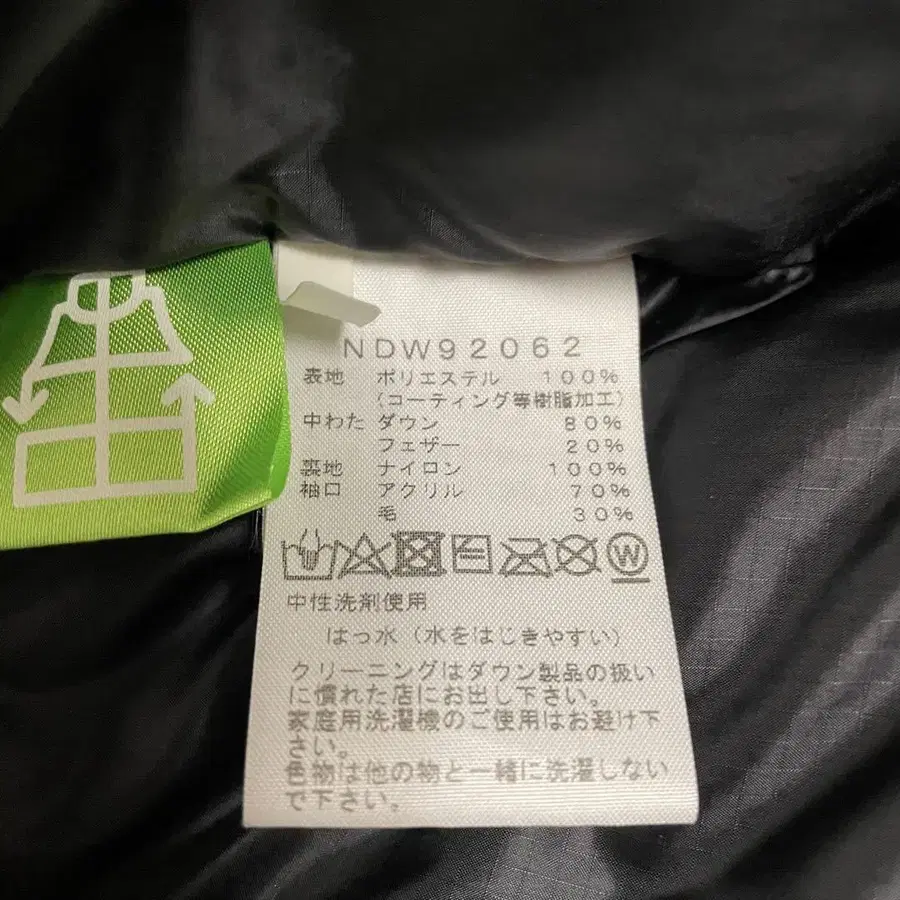 NDW92062
表地 ポリエステル 100%
(コーティング等樹脂加工)
中わた ダウン 80%
フェザー 20%
裏地 ナイロン 100%
袖口 アクリル 70%
毛 30%
W
中性洗剤使用
はっ水(水をはじきやすい)
クリーニングはダウン製品の扱い
に慣れた店にお出し下さい。
家庭用洗濯機のご使用はお避け下
さい。
色物は他の物と一緒に洗濯しない
で下さい。